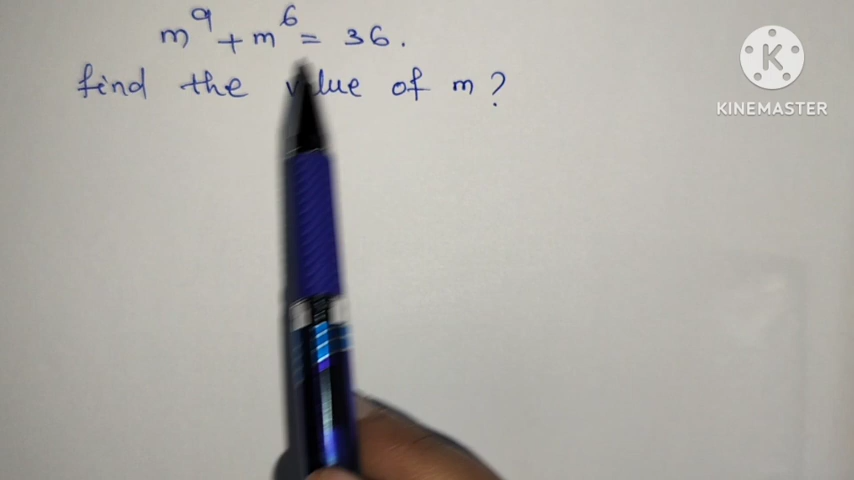 m⁹ + m⁶ = 36.
find the value of m?
KINEMASTER